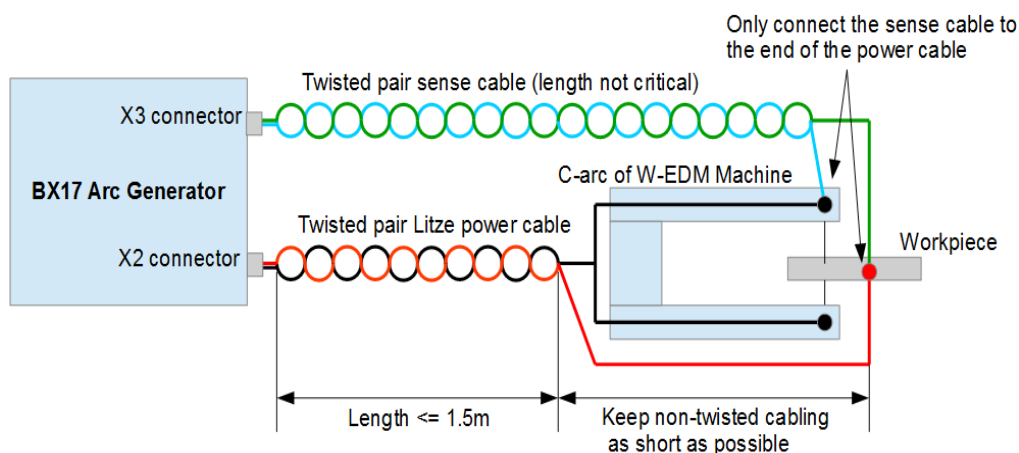 Only connect the sense cable to
the end of the power cable
Twisted pair sense cable (length not critical)
X3 connector
C-arc of W-EDM Machine
BX17 Arc Generator
Twisted pair Litze power cable
Workpiece
X2 connector
Length <= 1.5m
Keep non-twisted cabling
as short as possible